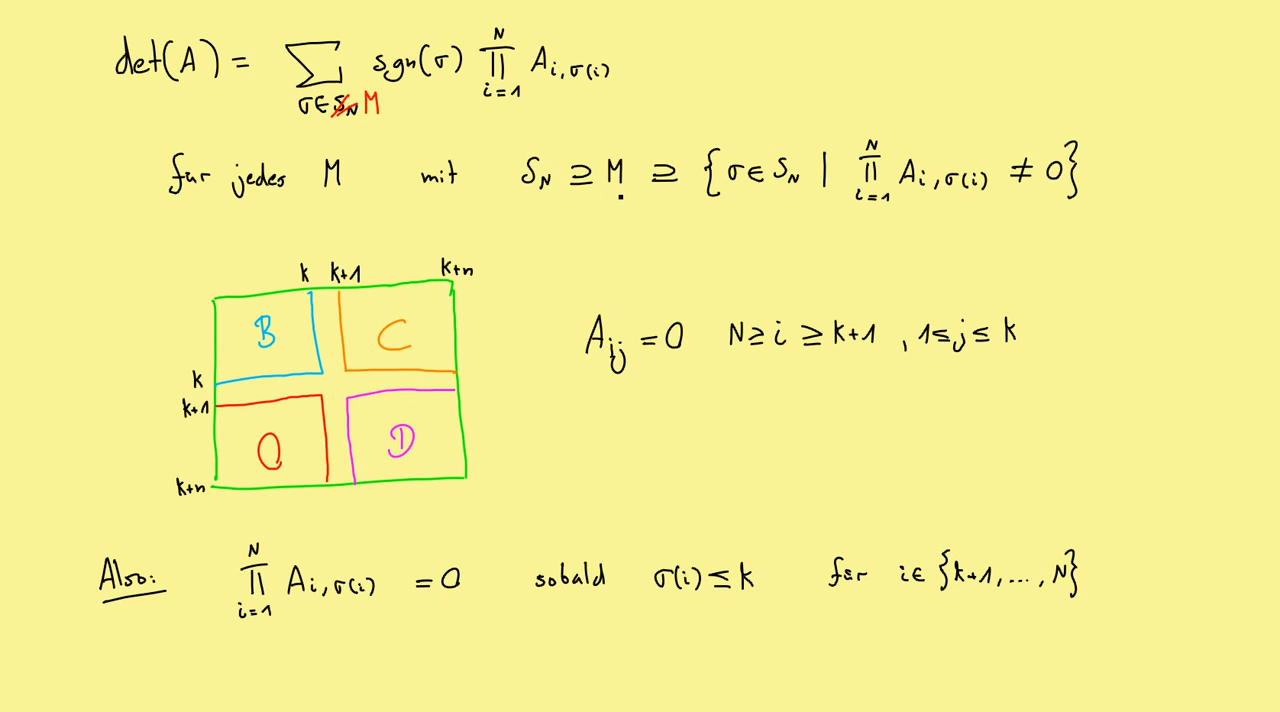 det(A) = ∑ sgn(σ) ∏ A i,σ(i)
N
i=1
σ∈S_N M
für jedes M mit S_N ⊇ M ⊇ {σ∈S_N | ∏_{i=1}^{N} A_{i,σ(i)} ≠ 0}
k k+1 k+n
B C
A_{ij} = 0 N≥i≥k+1 , 1≤j≤k
k
k+1
0 D
k+n
Also: ∏_{i=1}^{N} A_{i,σ(i)} = 0 sobald σ(i)≤k für i∈{k+1,...,N}